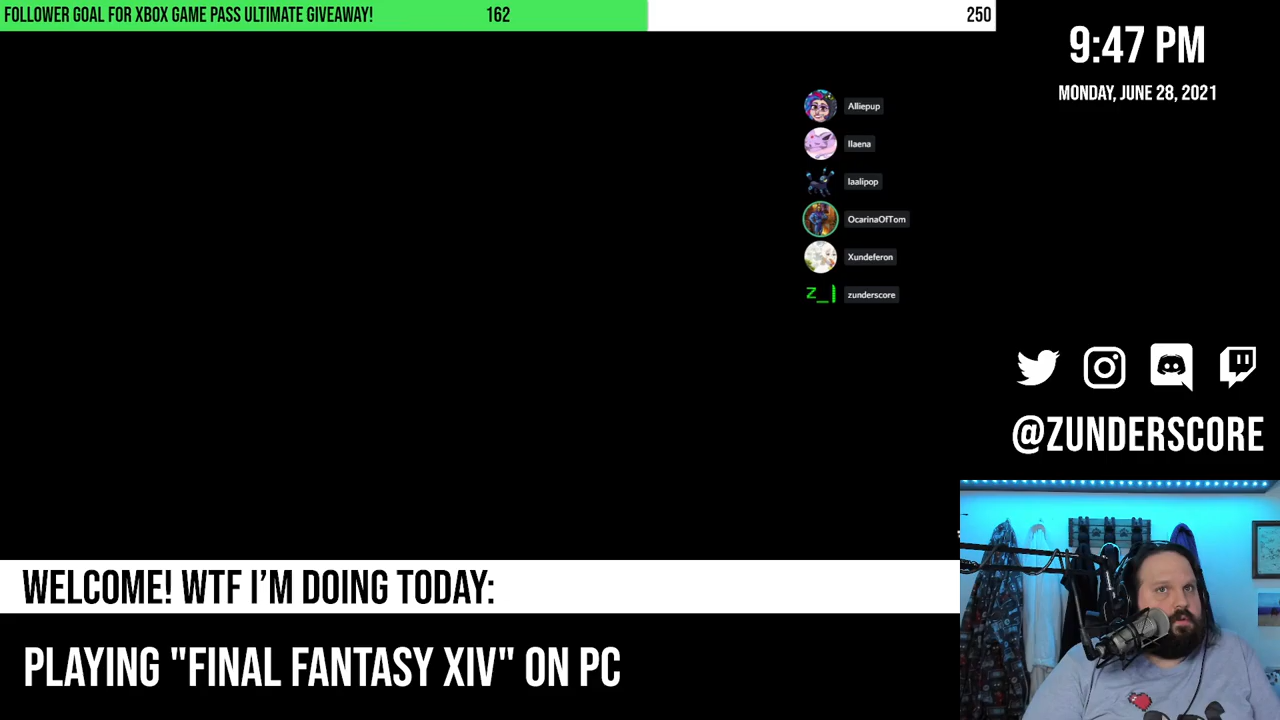 FOLLOWER GOAL FOR XBOX GAME PASS ULTIMATE GIVEAWAY! 162 250
9:47 PM
MONDAY, JUNE 28, 2021
Alliepup
Ilaena
laalipop
OcarinaOfTom
Xundeferon
z_
zunderscore
@ZUNDERSCORE
WELCOME! WTF I'M DOING TODAY:
PLAYING "FINAL FANTASY XIV" ON PC